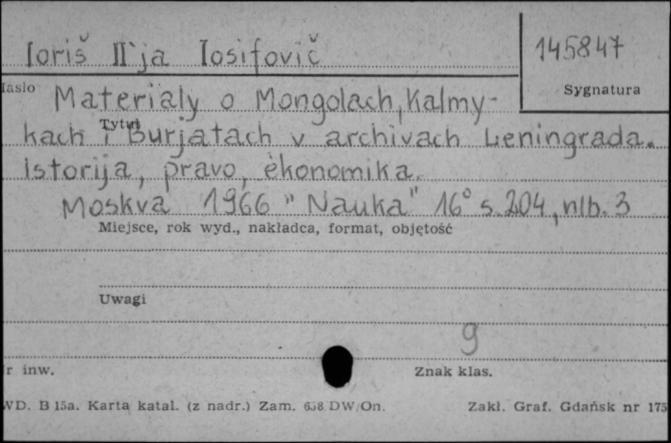 Ioriš Il'ja Iosifovič
145847
Sygnatura
Hasło
Materialy o Mongolach, Kalmy-
kach i Burjatach v archivach Leningrada.
Tytuł
Istorija, pravo, èkonomika.
Moskva 1966 "Nauka" 16° s. 204, nlb. 3
Miejsce, rok wyd., nakładca, format, objętość
Uwagi
9
r inw.
Znak klas.
WD. B 15a. Karta katal. (z nadr.) Zam. 658 DW/On.
Zakł. Graf. Gdańsk nr 175